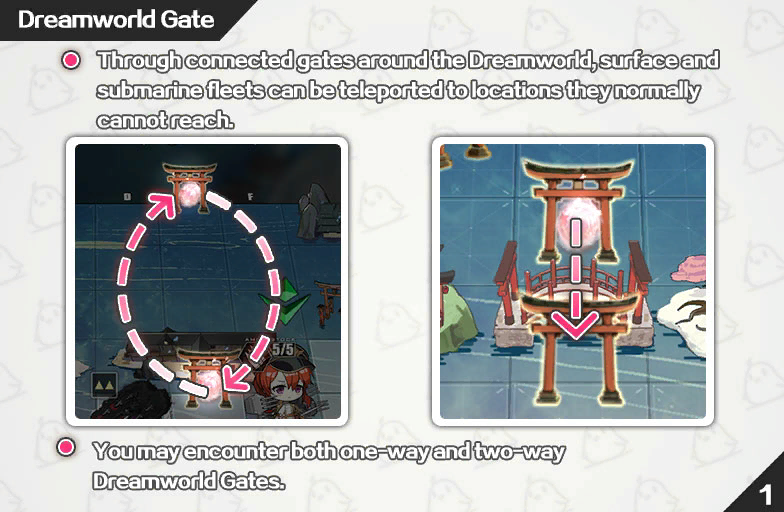 Dreamworld Gate
Through connected gates around the Dreamworld, surface and
submarine fleets can be teleported to locations they normally
cannot reach.
D F
5/5
You may encounter both one-way and two-way
Dreamworld Gates.
1